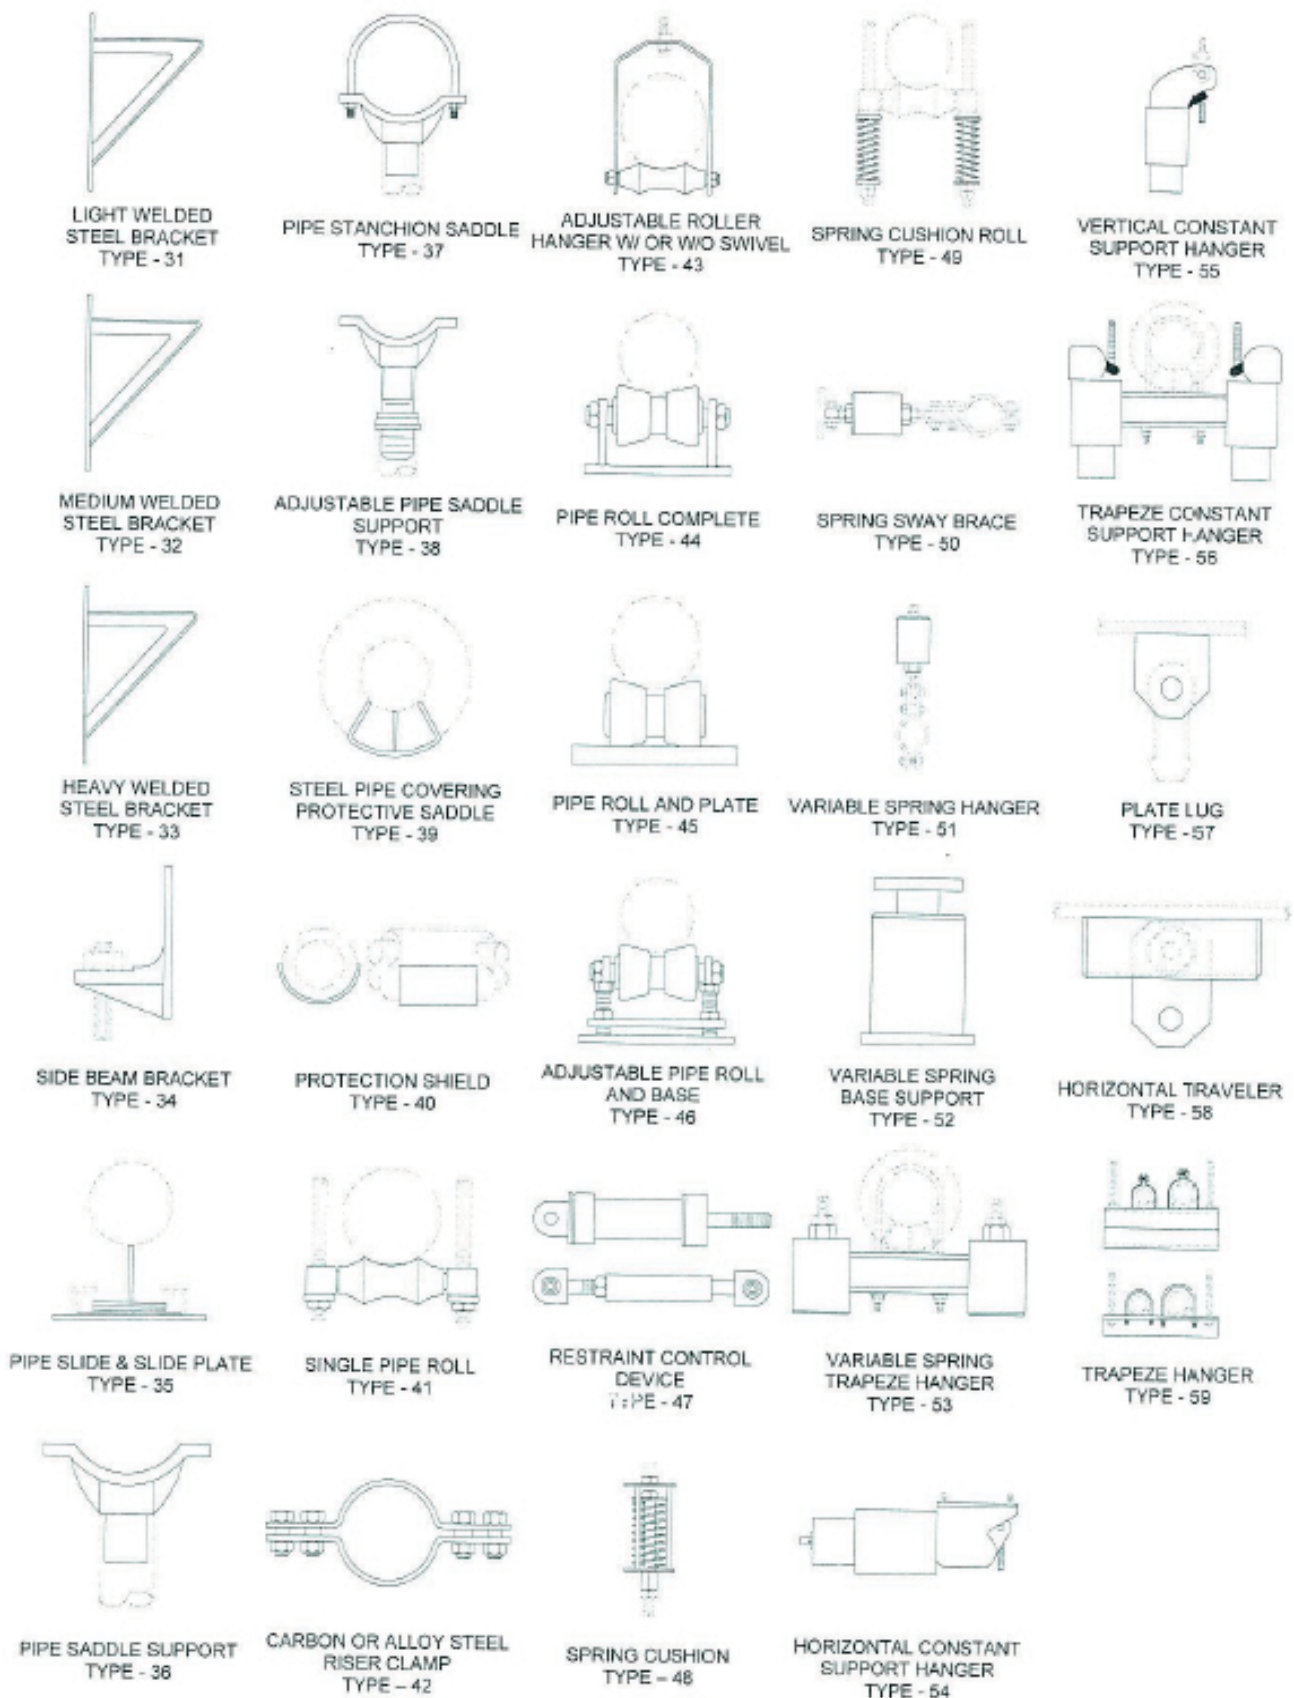 LIGHT WELDED
STEEL BRACKET
TYPE - 31
PIPE STANCHION SADDLE
TYPE - 37
ADJUSTABLE ROLLER
HANGER W/ OR W/O SWIVEL
TYPE - 43
SPRING CUSHION ROLL
TYPE - 49
VERTICAL CONSTANT
SUPPORT HANGER
TYPE - 55
MEDIUM WELDED
STEEL BRACKET
TYPE - 32
ADJUSTABLE PIPE SADDLE
SUPPORT
TYPE - 38
PIPE ROLL COMPLETE
TYPE - 44
SPRING SWAY BRACE
TYPE - 50
TRAPEZE CONSTANT
SUPPORT HANGER
TYPE - 56
HEAVY WELDED
STEEL BRACKET
TYPE - 33
STEEL PIPE COVERING
PROTECTIVE SADDLE
TYPE - 39
PIPE ROLL AND PLATE
TYPE - 45
VARIABLE SPRING HANGER
TYPE - 51
PLATE LUG
TYPE - 57
SIDE BEAM BRACKET
TYPE - 34
PROTECTION SHIELD
TYPE - 40
ADJUSTABLE PIPE ROLL
AND BASE
TYPE - 46
VARIABLE SPRING
BASE SUPPORT
TYPE - 52
HORIZONTAL TRAVELER
TYPE - 58
PIPE SLIDE & SLIDE PLATE
TYPE - 35
SINGLE PIPE ROLL
TYPE - 41
RESTRAINT CONTROL
DEVICE
TYPE - 47
VARIABLE SPRING
TRAPEZE HANGER
TYPE - 53
TRAPEZE HANGER
TYPE - 59
PIPE SADDLE SUPPORT
TYPE - 36
CARBON OR ALLOY STEEL
RISER CLAMP
TYPE – 42
SPRING CUSHION
TYPE – 48
HORIZONTAL CONSTANT
SUPPORT HANGER
TYPE - 54